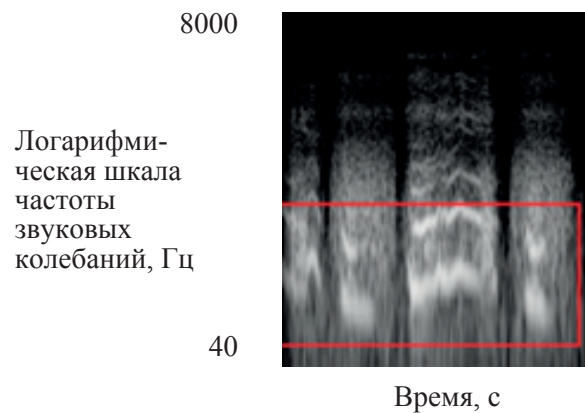 8000
Логарифми-
ческая шкала
частоты
звуковых
колебаний, Гц
40
Время, с